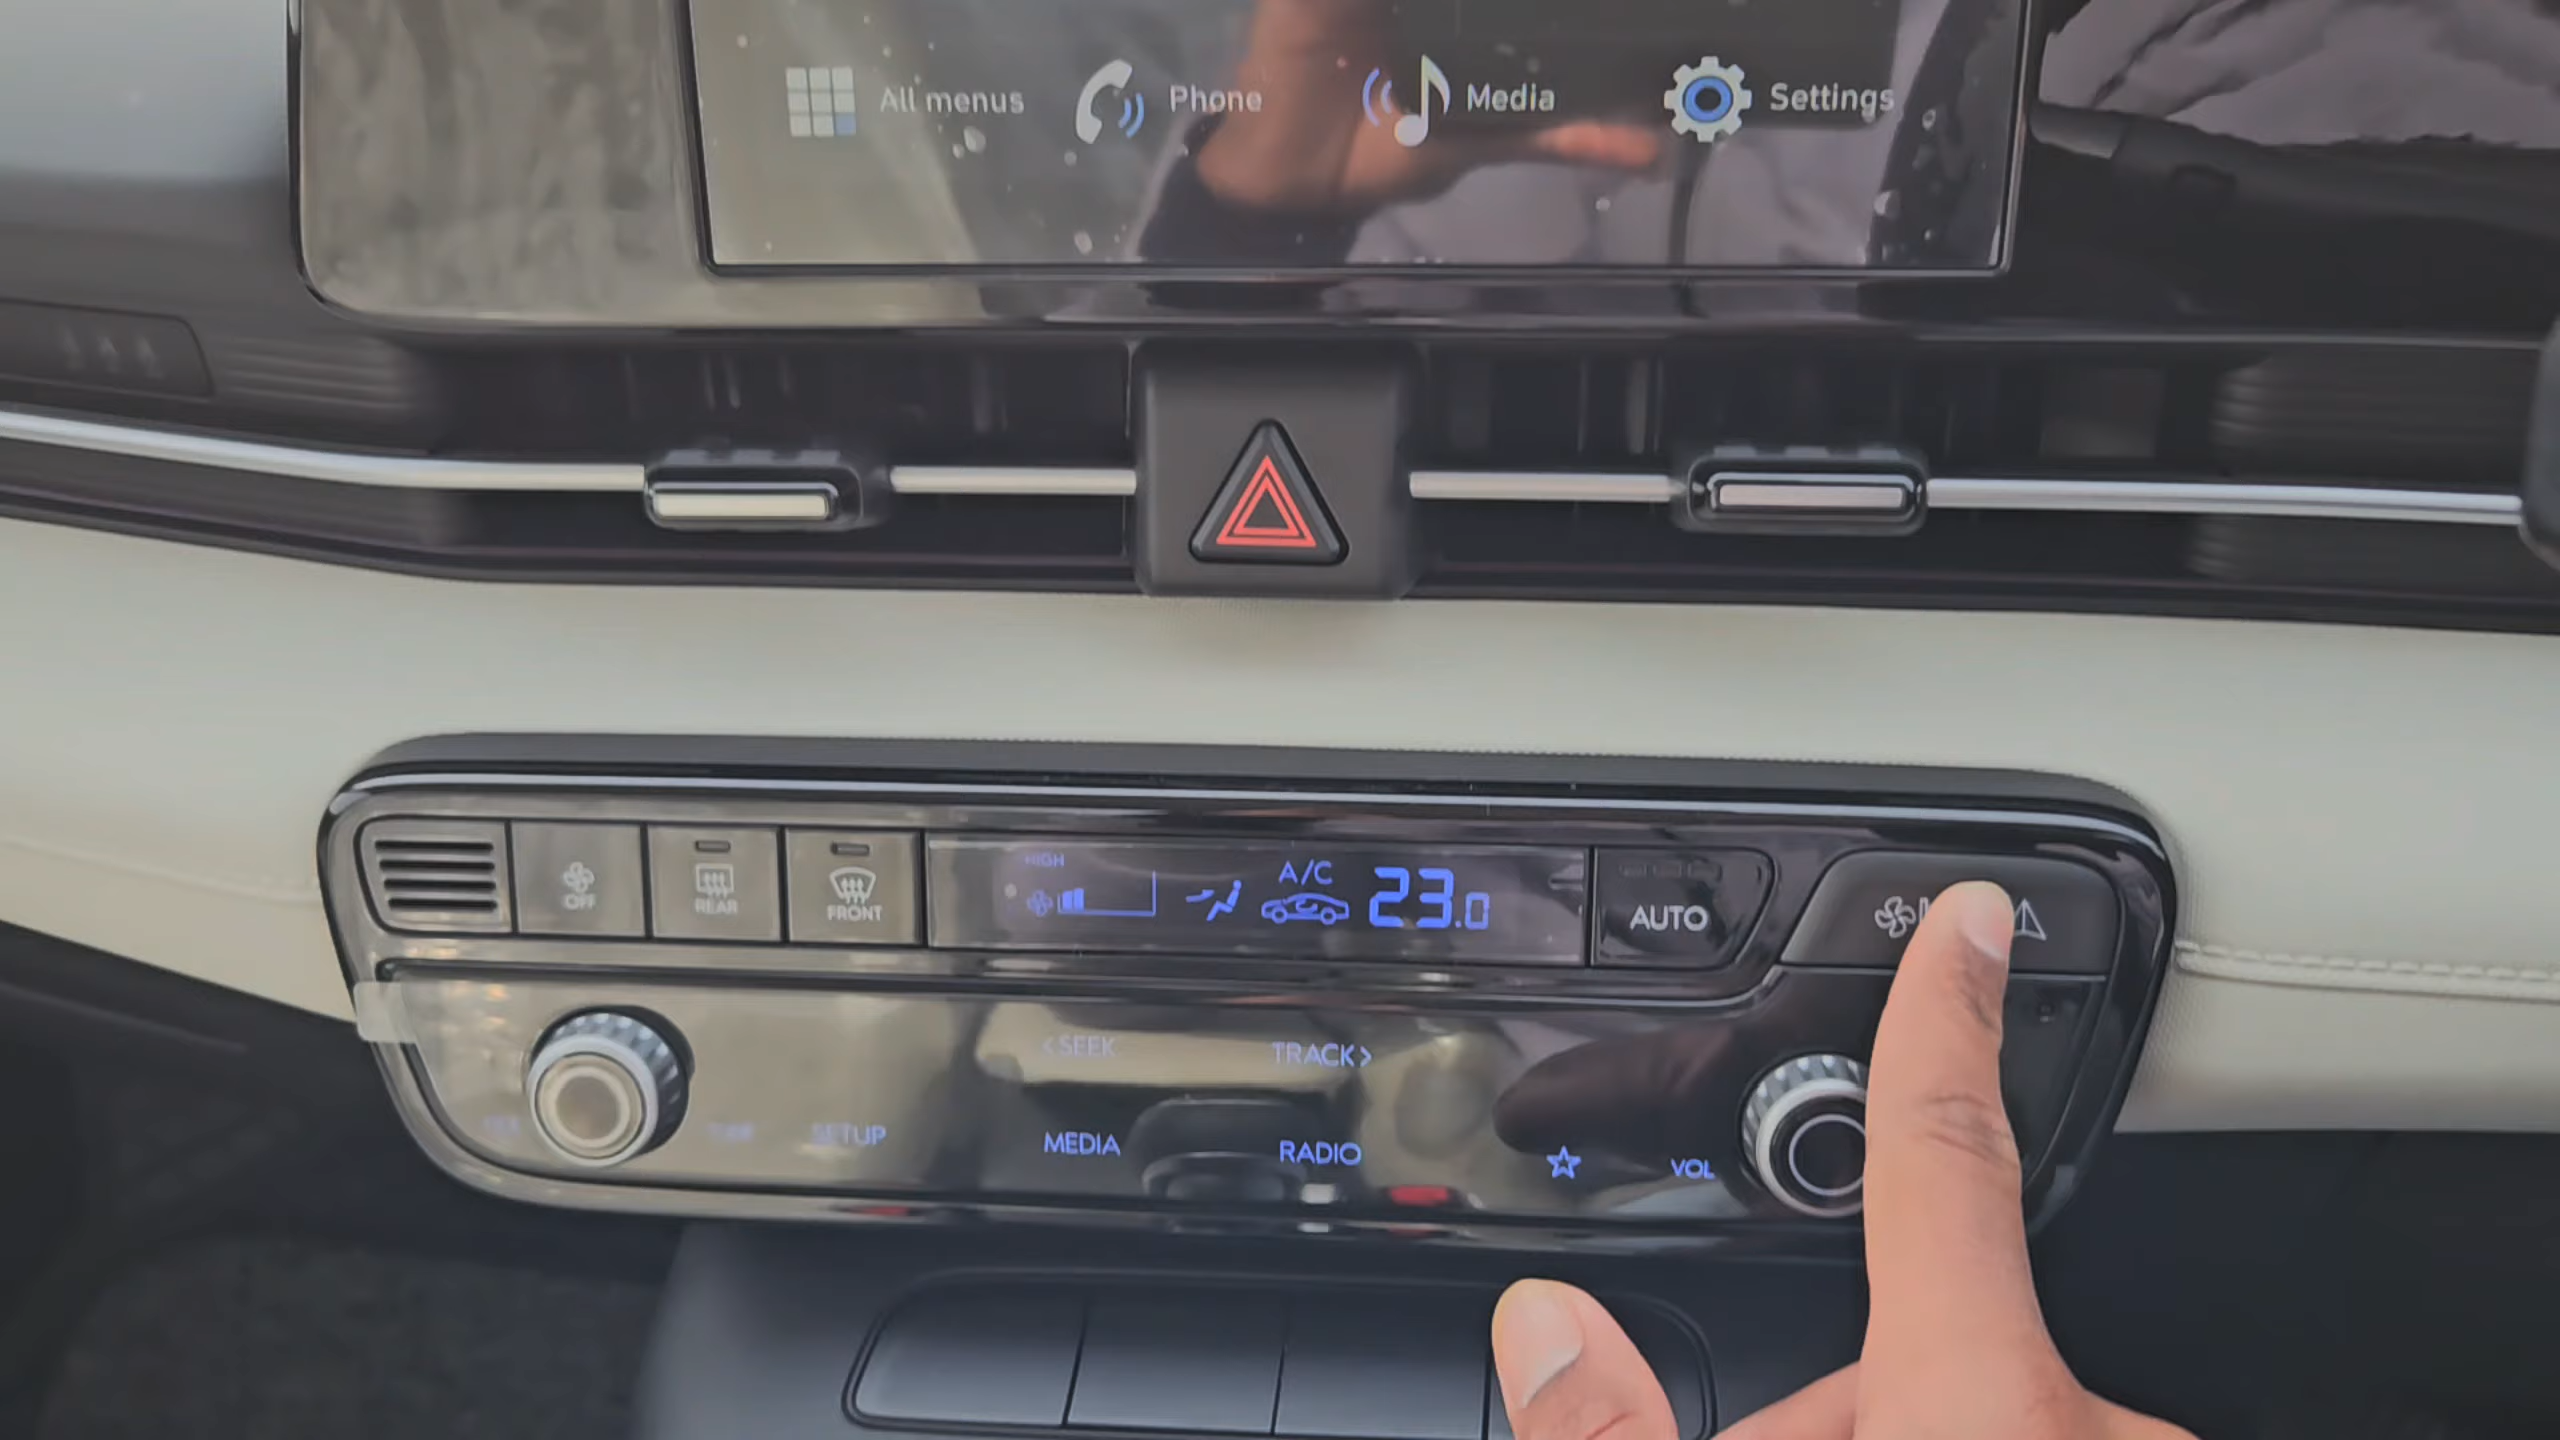 All menus
Phone
Media
Settings
OFF
REAR
FRONT
HIGH
A/C
23.0
AUTO
< SEEK
TRACK >
SETUP
MEDIA
RADIO
VOL